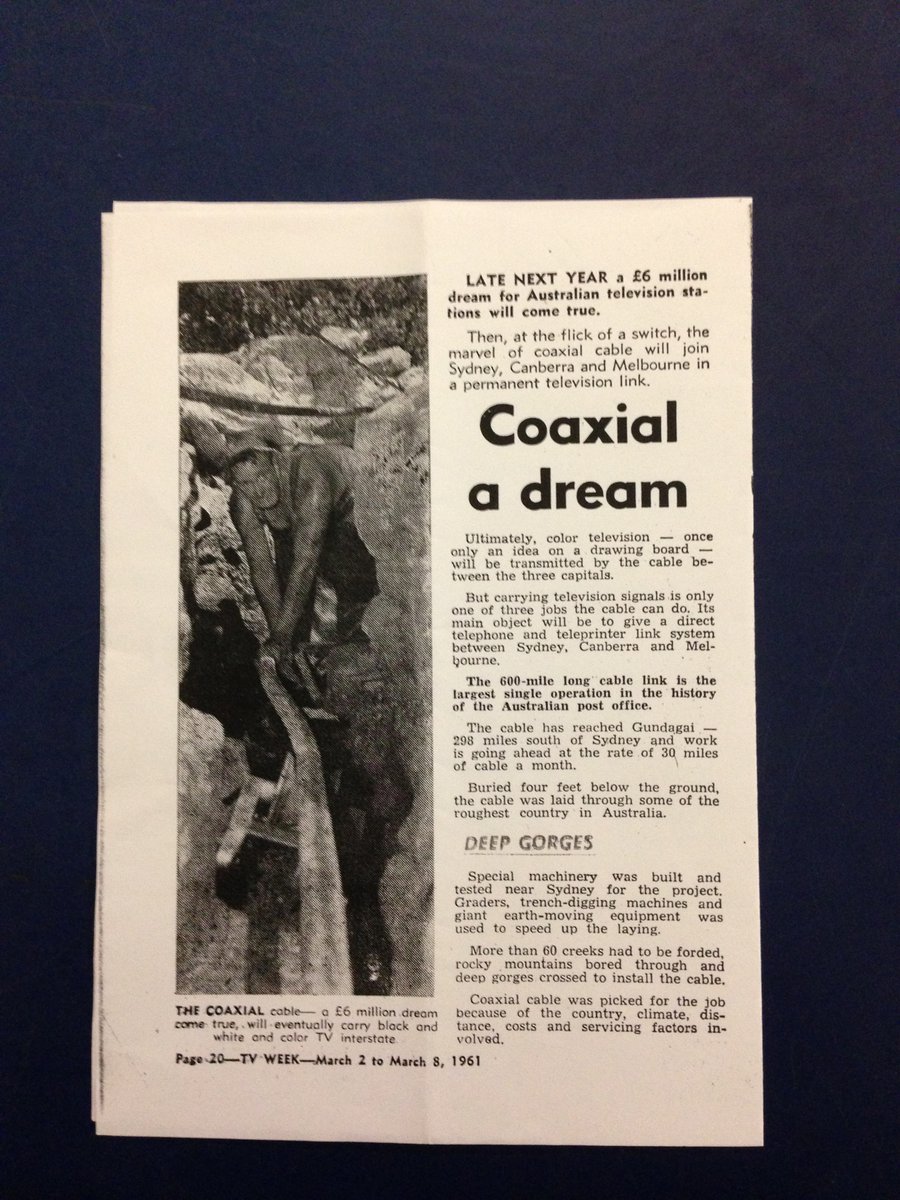 LATE NEXT YEAR a £6 million
dream for Australian television sta-
tions will come true.
Then, at the flick of a switch, the
marvel of coaxial cable will join
Sydney, Canberra and Melbourne in
a permanent television link.
Coaxial
a dream
Ultimately, color television — once
only an idea on a drawing board —
will be transmitted by the cable be-
tween the three capitals.
But carrying television signals is only
one of three jobs the cable can do. Its
main object will be to give a direct
telephone and teleprinter link system
between Sydney, Canberra and Mel-
bourne.
The 600-mile long cable link is the
largest single operation in the history
of the Australian post office.
The cable has reached Gundagai —
298 miles south of Sydney and work
is going ahead at the rate of 30 miles
of cable a month.
Buried four feet below the ground,
the cable was laid through some of the
roughest country in Australia.
DEEP GORGES
Special machinery was built and
tested near Sydney for the project.
Graders, trench-digging machines and
giant earth-moving equipment was
used to speed up the laying.
More than 60 creeks had to be forded,
rocky mountains bored through and
deep gorges crossed to install the cable.
Coaxial cable was picked for the job
because of the country, climate, dis-
tance, costs and servicing factors in-
volved.
THE COAXIAL cable— a £6 million dream
come true, will eventually carry black and
white and color TV interstate
Page 20—TV WEEK—March 2 to March 8, 1961